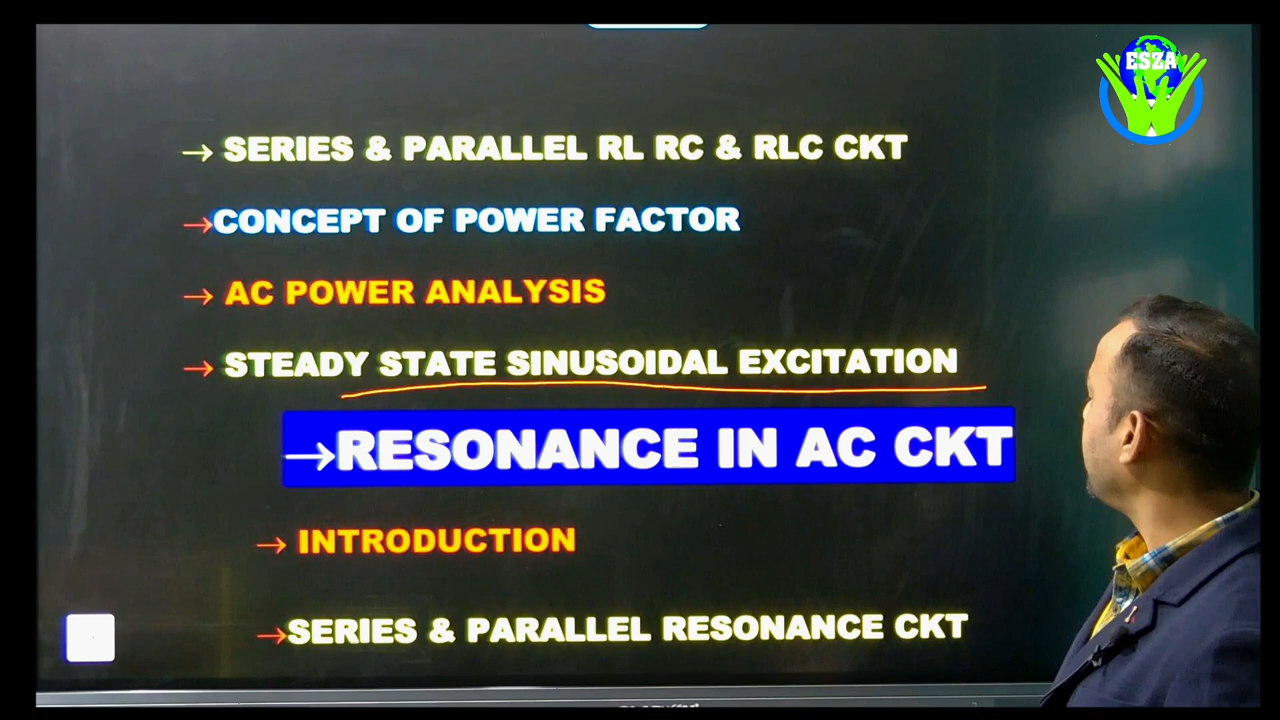 ESZA
→ SERIES & PARALLEL RL RC & RLC CKT
→CONCEPT OF POWER FACTOR
→ AC POWER ANALYSIS
→ STEADY STATE SINUSOIDAL EXCITATION
→RESONANCE IN AC CKT
→ INTRODUCTION
→SERIES & PARALLEL RESONANCE CKT